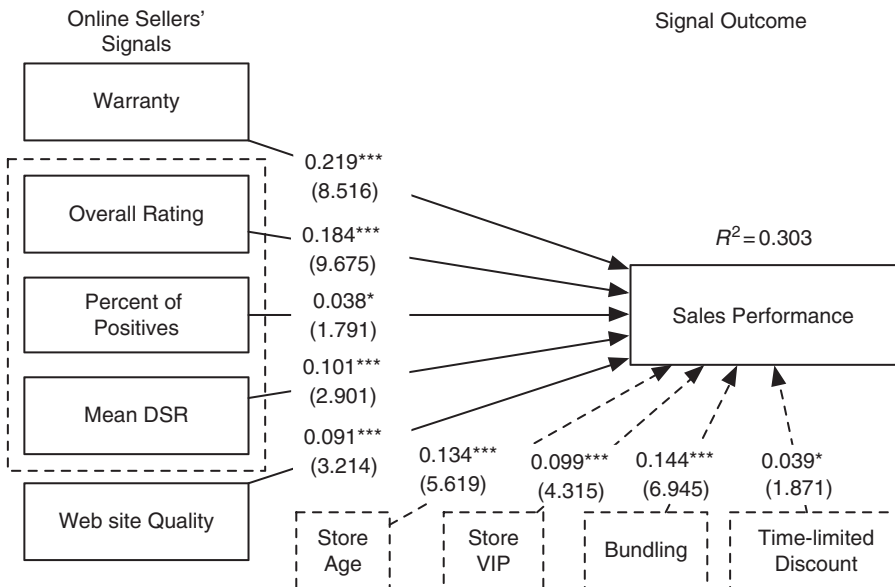 Online Sellers'
Signals
Signal Outcome
Warranty
0.219***
(8.516)
Overall Rating
0.184***
(9.675)
R² = 0.303
Percent of
Positives
0.038*
(1.791)
Sales Performance
Mean DSR
0.101***
(2.901)
0.091***
(3.214)
Web site Quality
0.134***
(5.619)
0.099***
(4.315)
0.144***
(6.945)
0.039*
(1.871)
Store
Age
Store
VIP
Bundling
Time-limited
Discount